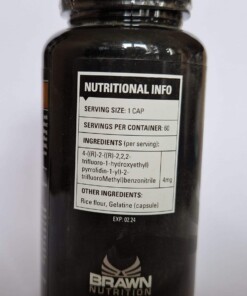 NUTRITIONAL INFO
SERVING SIZE: 1 CAP
SERVINGS PER CONTAINER: 60
INGREDIENTS (per serving):
4-((R)-2-((R)-2,2,2-
trifluoro-1-hydroxyethyl)
pyrrolidin-1-yl)-2-
trifluoroMethyl)benzonitrile 4mg
OTHER INGREDIENTS:
Rice flour, Gelatine (capsule)
EXP: 02.24
BRAWN
NUTRITION